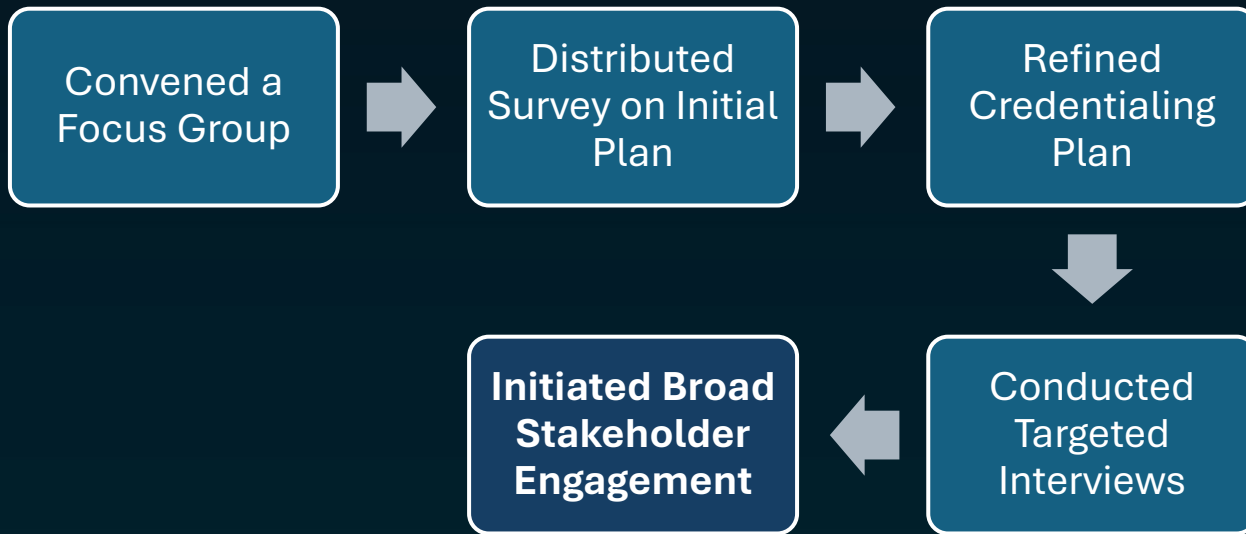 Convened a
Focus Group
Distributed
Survey on Initial
Plan
Refined
Credentialing
Plan
Conducted
Targeted
Interviews
Initiated Broad
Stakeholder
Engagement